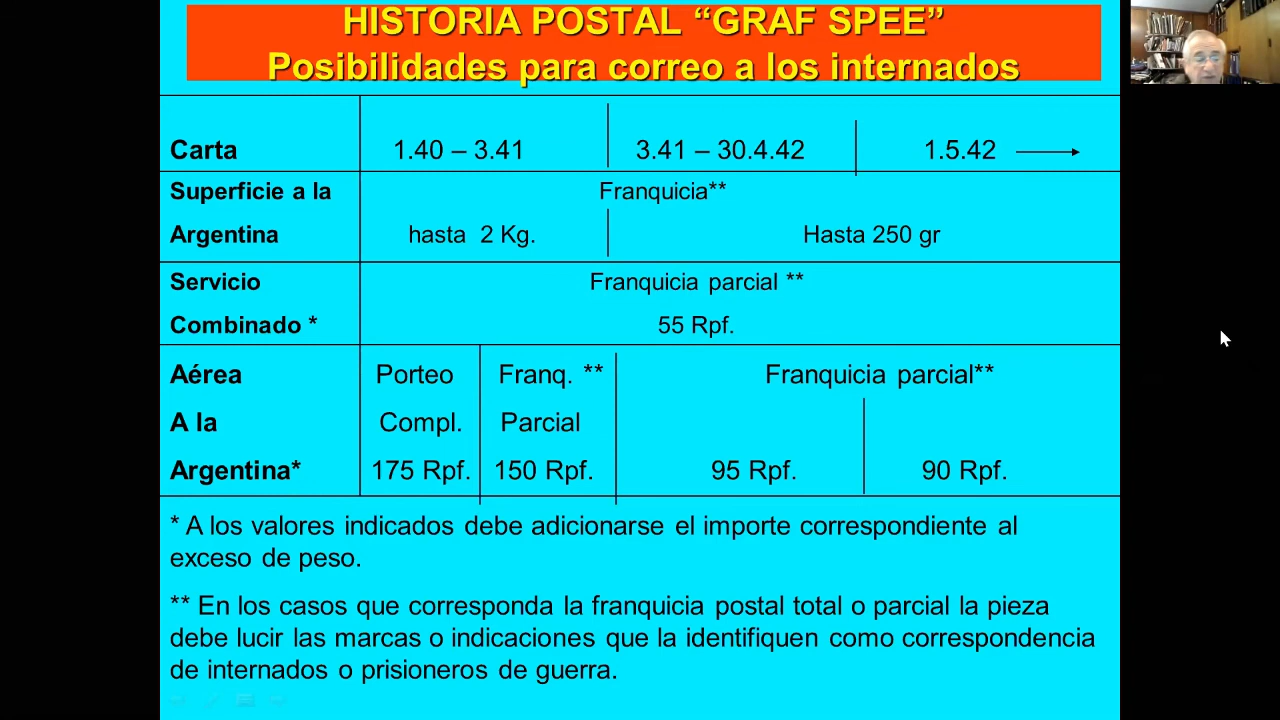 HISTORIA POSTAL “GRAF SPEE”
Posibilidades para correo a los internados
Carta 1.40 – 3.41 3.41 – 30.4.42 1.5.42
Superficie a la Franquicia**
Argentina hasta 2 Kg. Hasta 250 gr
Servicio Franquicia parcial **
Combinado * 55 Rpf.
Aérea Porteo Franq. ** Franquicia parcial**
A la Compl. Parcial
Argentina* 175 Rpf. 150 Rpf. 95 Rpf. 90 Rpf.
* A los valores indicados debe adicionarse el importe correspondiente al
exceso de peso.
** En los casos que corresponda la franquicia postal total o parcial la pieza
debe lucir las marcas o indicaciones que la identifiquen como correspondencia
de internados o prisioneros de guerra.